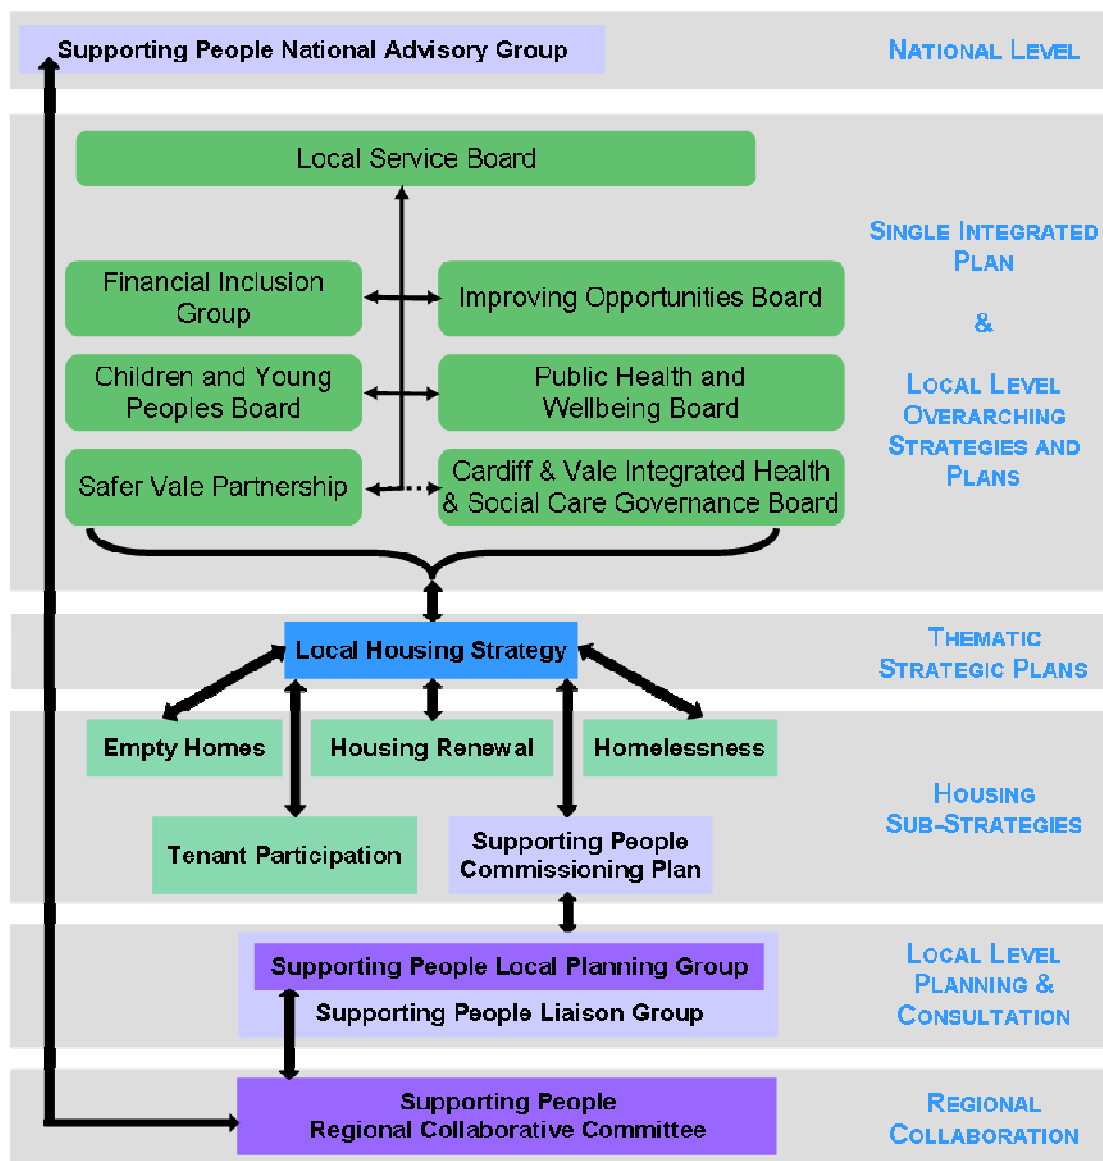 Supporting People National Advisory Group
NATIONAL LEVEL
Local Service Board
SINGLE INTEGRATED
PLAN
&
LOCAL LEVEL
OVERARCHING
STRATEGIES AND
PLANS
Financial Inclusion
Group
Improving Opportunities Board
Children and Young
Peoples Board
Public Health and
Wellbeing Board
Safer Vale Partnership
Cardiff & Vale Integrated Health
& Social Care Governance Board
Local Housing Strategy
THEMATIC
STRATEGIC PLANS
Empty Homes
Housing Renewal
Homelessness
HOUSING
SUB-STRATEGIES
Tenant Participation
Supporting People
Commissioning Plan
Supporting People Local Planning Group
Supporting People Liaison Group
LOCAL LEVEL
PLANNING &
CONSULTATION
Supporting People
Regional Collaborative Committee
REGIONAL
COLLABORATION